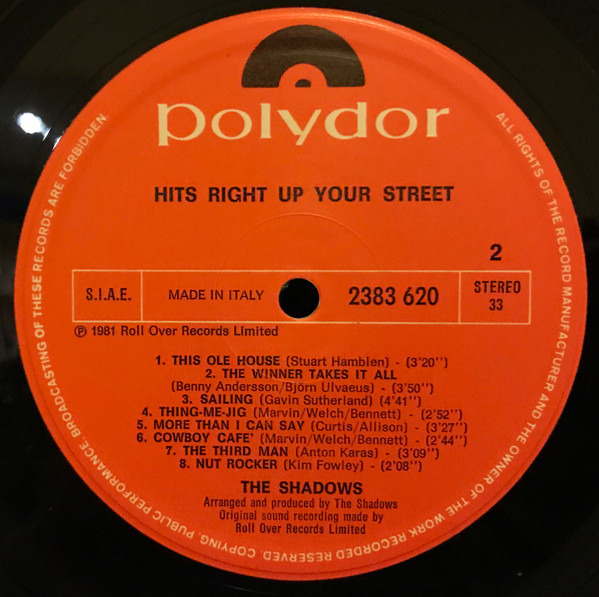 polydor
HITS RIGHT UP YOUR STREET
2
S.I.A.E.
MADE IN ITALY
2383 620
STEREO
33
℗ 1981 Roll Over Records Limited
1. THIS OLE HOUSE (Stuart Hamblen) - (3'20'')
2. THE WINNER TAKES IT ALL
(Benny Andersson/Björn Ulvaeus) - (3'50'')
3. SAILING (Gavin Sutherland) (4'41'')
4. THING-ME-JIG (Marvin/Welch/Bennett) - (2'52'')
5. MORE THAN I CAN SAY (Curtis/Allison) - (3'27'')
6. COWBOY CAFE' (Marvin/Welch/Bennett) - (2'44'')
7. THE THIRD MAN (Anton Karas) - (3'09'')
8. NUT ROCKER (Kim Fowley) - (2'08'')
THE SHADOWS
Arranged and produced by The Shadows
Original sound recording made by
Roll Over Records Limited
ALL RIGHTS OF THE RECORD MANUFACTURER AND THE OWNER OF THE WORK RECORDED RESERVED. COPYING, PUBLIC PERFORMANCE, BROADCASTING OF THESE RECORDS ARE FORBIDDEN.